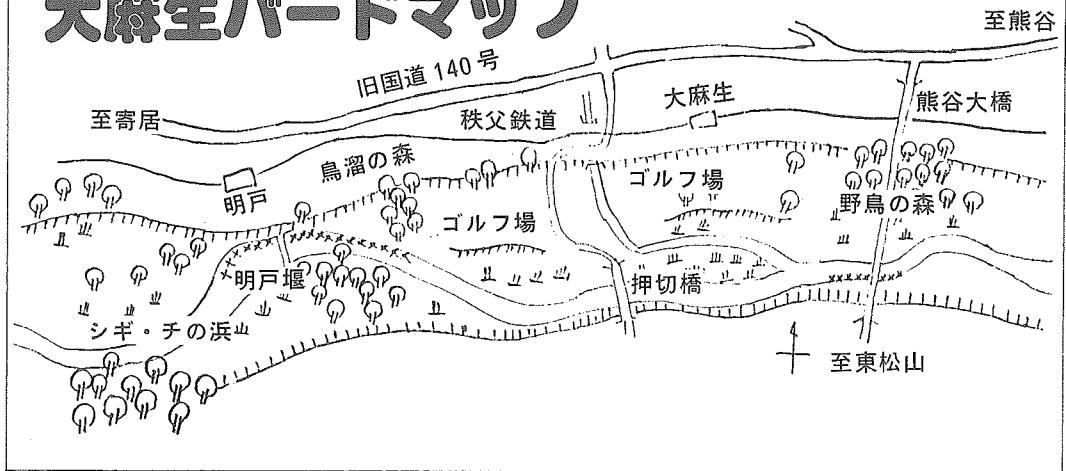 大麻生バードマップ
至熊谷
旧国道140号
大麻生
熊谷大橋
至寄居
秩父鉄道
鳥溜の森
ゴルフ場
明戸
野鳥の森
ゴルフ場
明戸堰
押切橋
シギ・チの浜
至東松山